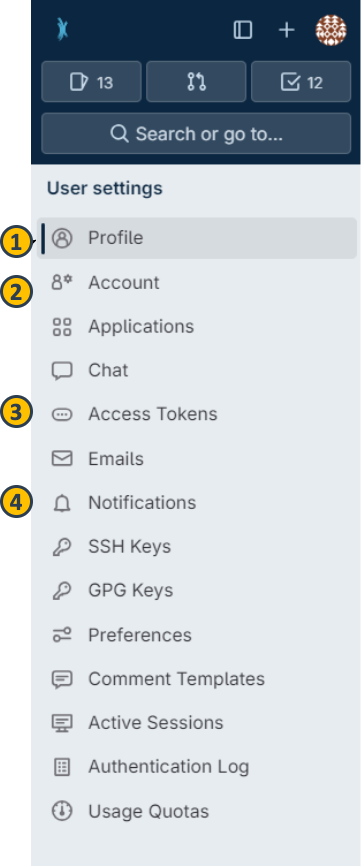 13
12
Search or go to...
User settings
1 Profile
2 Account
Applications
Chat
3 Access Tokens
Emails
4 Notifications
SSH Keys
GPG Keys
Preferences
Comment Templates
Active Sessions
Authentication Log
Usage Quotas